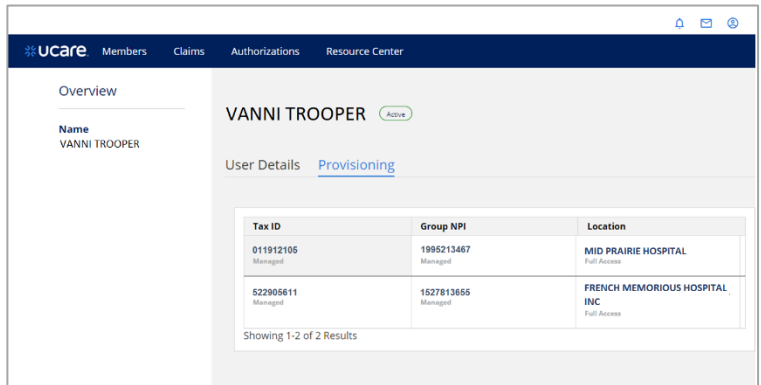 ucare. Members Claims Authorizations Resource Center
Overview
Name
VANNI TROOPER
VANNI TROOPER Active
User Details Provisioning
Tax ID Group NPI Location
011912105 1995213467 MID PRAIRIE HOSPITAL
Managed Managed Full Access
522905611 1527813655 FRENCH MEMORIOUS HOSPITAL,
Managed Managed INC
Full Access
Showing 1-2 of 2 Results